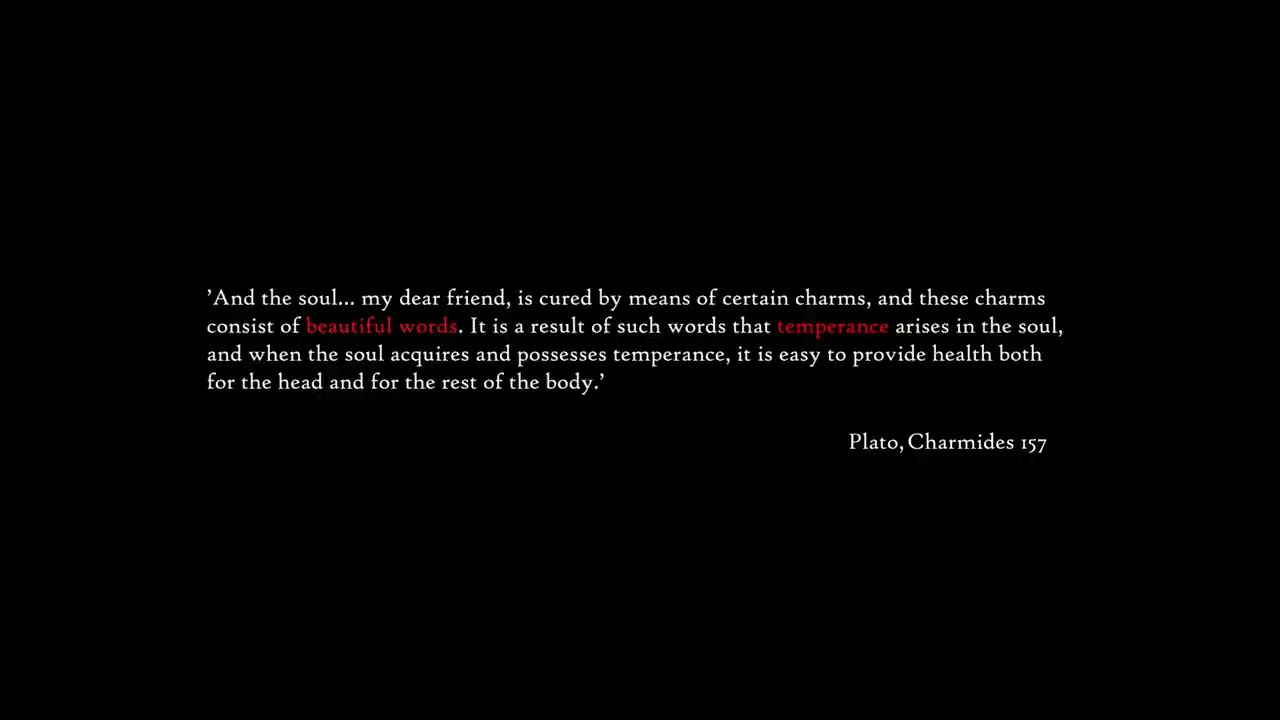 ’And the soul... my dear friend, is cured by means of certain charms, and these charms
consist of beautiful words. It is a result of such words that temperance arises in the soul,
and when the soul acquires and possesses temperance, it is easy to provide health both
for the head and for the rest of the body.’
Plato, Charmides 157